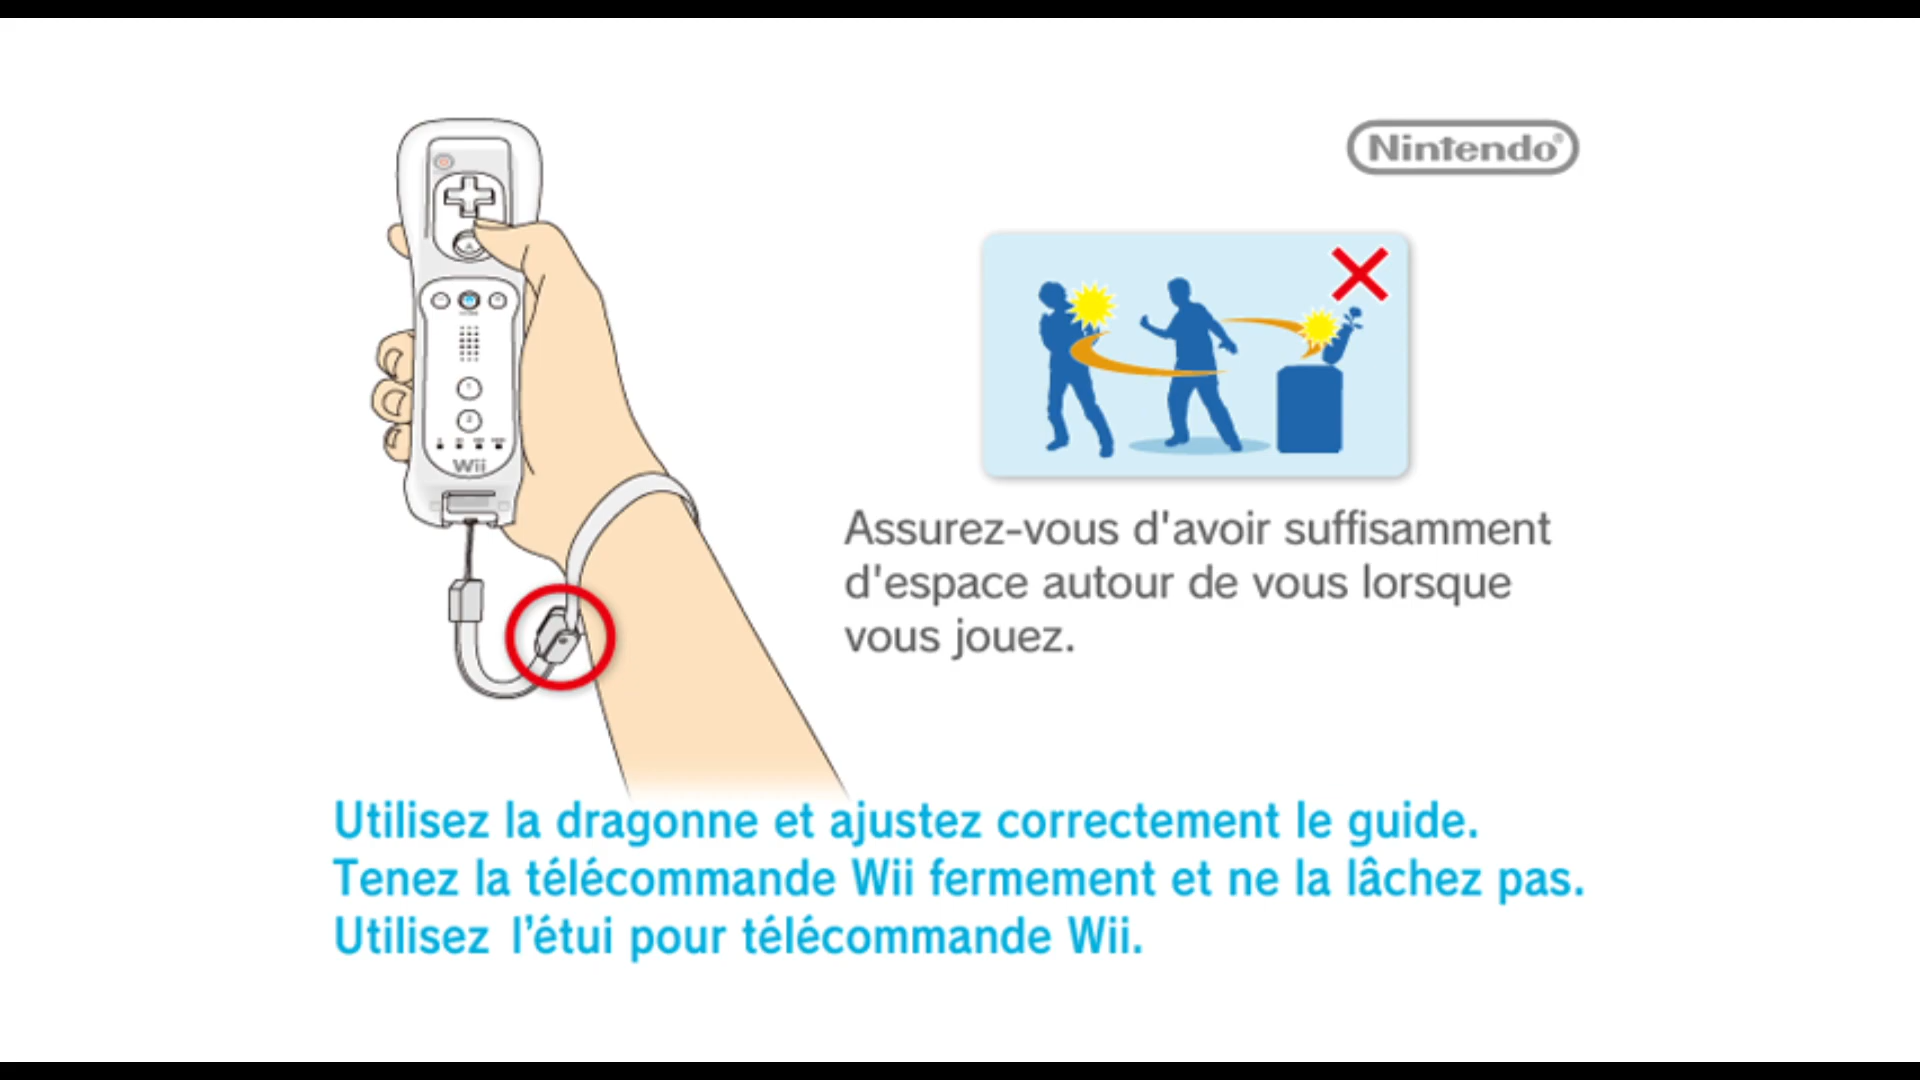 Nintendo®
Wii
Assurez-vous d'avoir suffisamment
d'espace autour de vous lorsque
vous jouez.
Utilisez la dragonne et ajustez correctement le guide.
Tenez la télécommande Wii fermement et ne la lâchez pas.
Utilisez l’étui pour télécommande Wii.